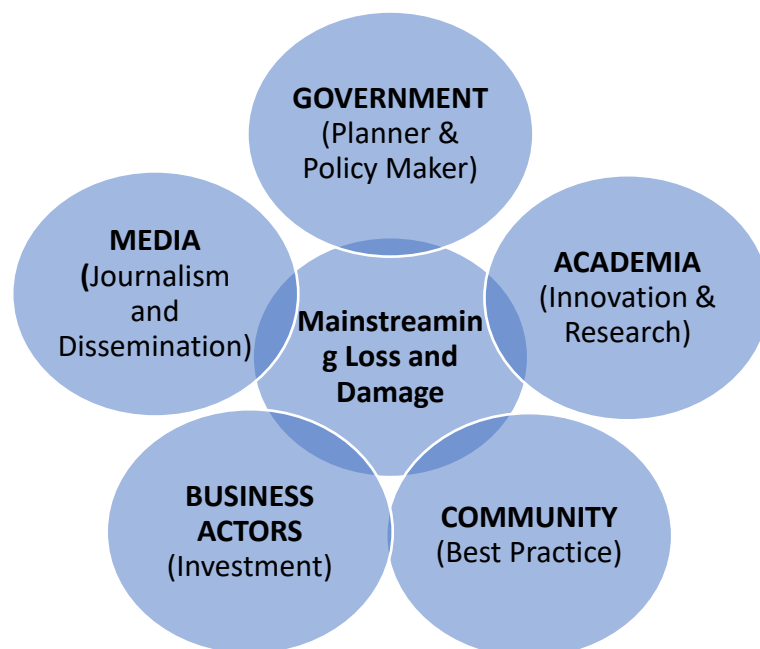 GOVERNMENT
(Planner &
Policy Maker)
MEDIA
(Journalism
and
Dissemination)
ACADEMIA
(Innovation &
Research)
Mainstreamin
g Loss and
Damage
BUSINESS
ACTORS
(Investment)
COMMUNITY
(Best Practice)